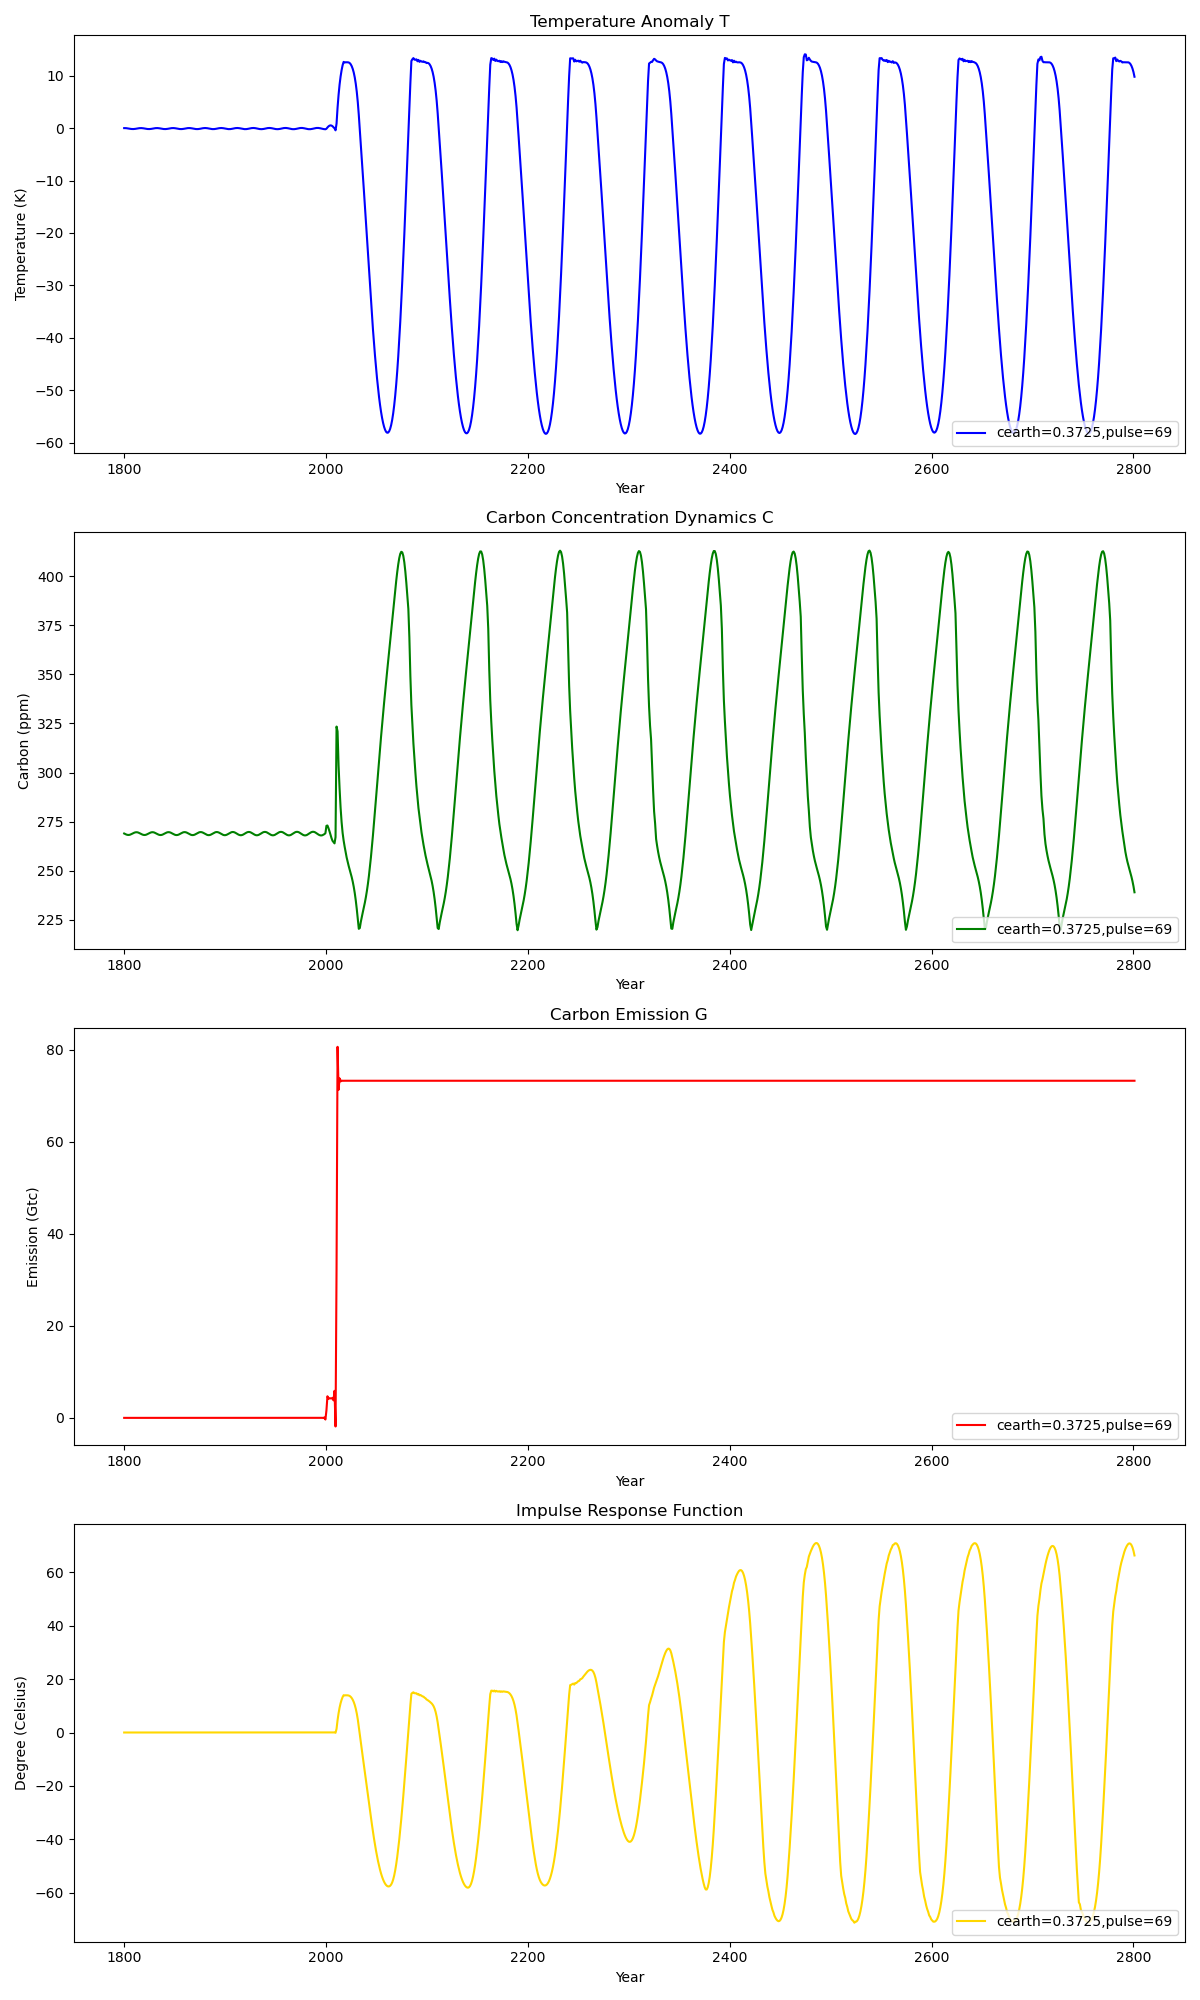 Temperature Anomaly T
10
0
−10
−20
−30
−40
−50
−60
Temperature (K)
cearth=0.3725,pulse=69
1800 2000 2200 2400 2600 2800
Year
Carbon Concentration Dynamics C
400
375
350
325
300
275
250
225
Carbon (ppm)
cearth=0.3725,pulse=69
1800 2000 2200 2400 2600 2800
Year
Carbon Emission G
80
60
40
20
0
Emission (Gtc)
cearth=0.3725,pulse=69
1800 2000 2200 2400 2600 2800
Year
Impulse Response Function
60
40
20
0
−20
−40
−60
Degree (Celsius)
cearth=0.3725,pulse=69
1800 2000 2200 2400 2600 2800
Year